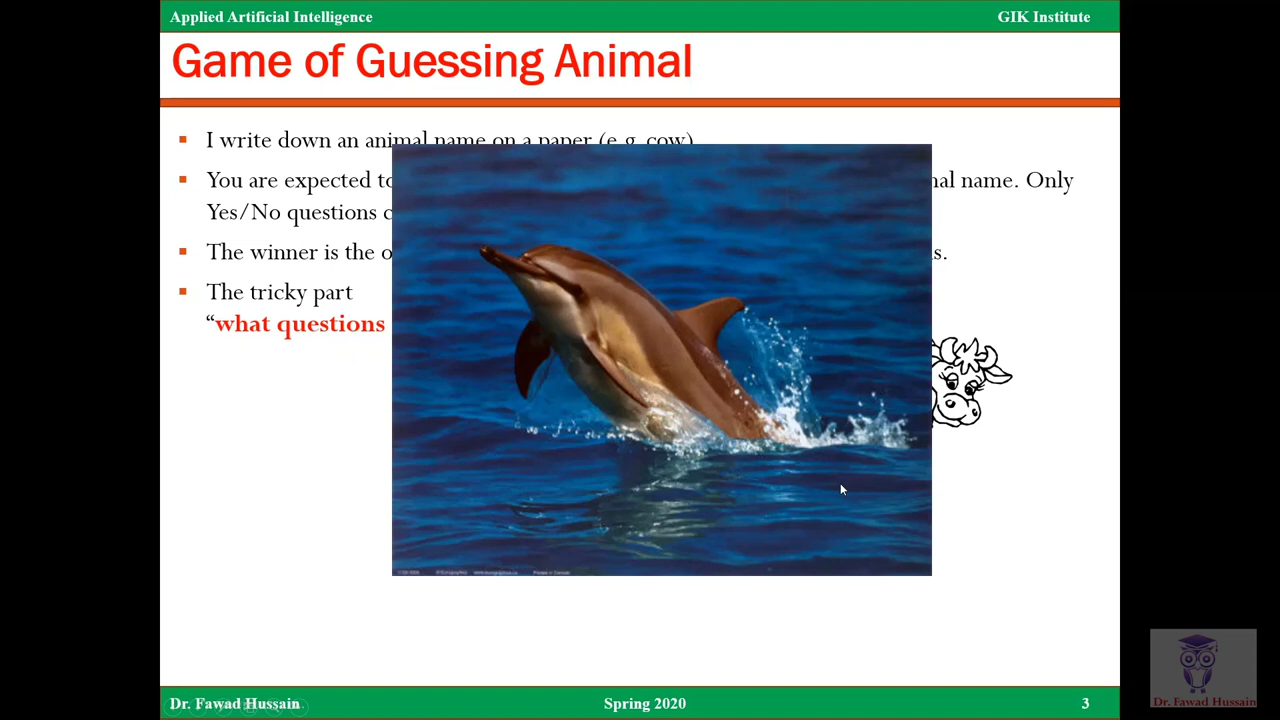 Applied Artificial Intelligence GIK Institute
Game of Guessing Animal
I write down an animal name on a paper (e.g. cow)
You are expected to nal name. Only
Yes/No questions
The winner is the s.
The tricky part
“what questions
Dr. Fawad Hussain Spring 2020 3
Dr. Fawad Hussain